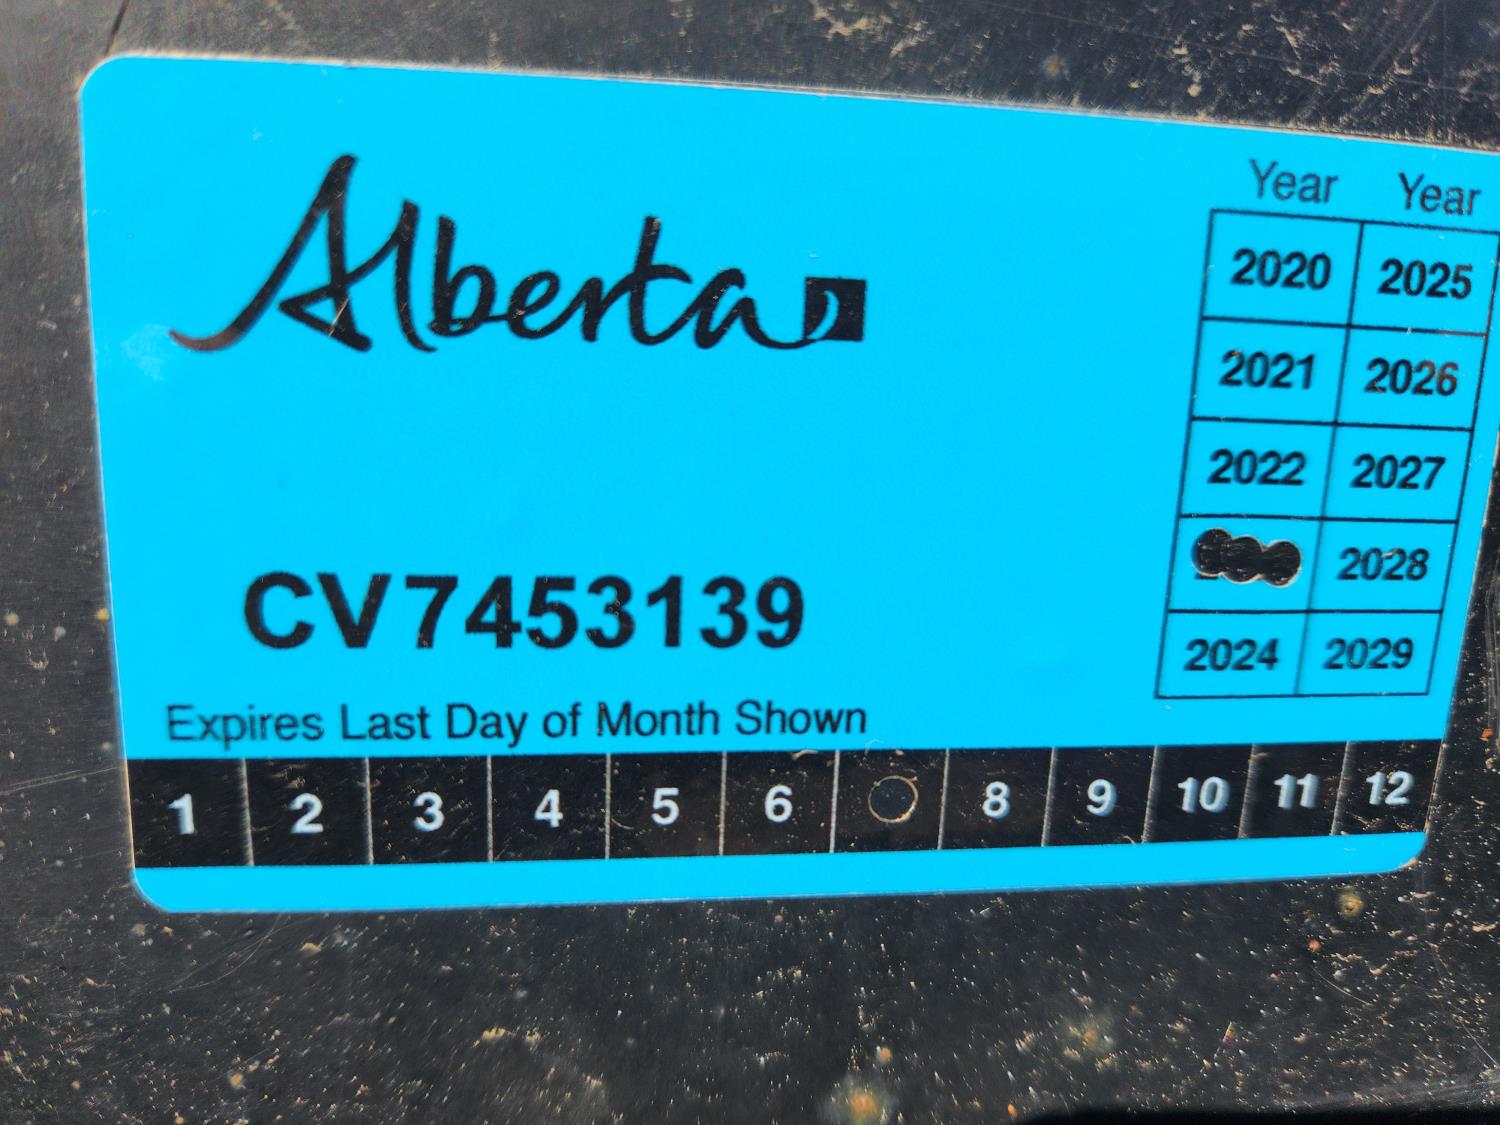 Alberta
Year Year
2020 2025
2021 2026
2022 2027
2028
2024 2029
CV7453139
Expires Last Day of Month Shown
1 2 3 4 5 6 8 9 10 11 12